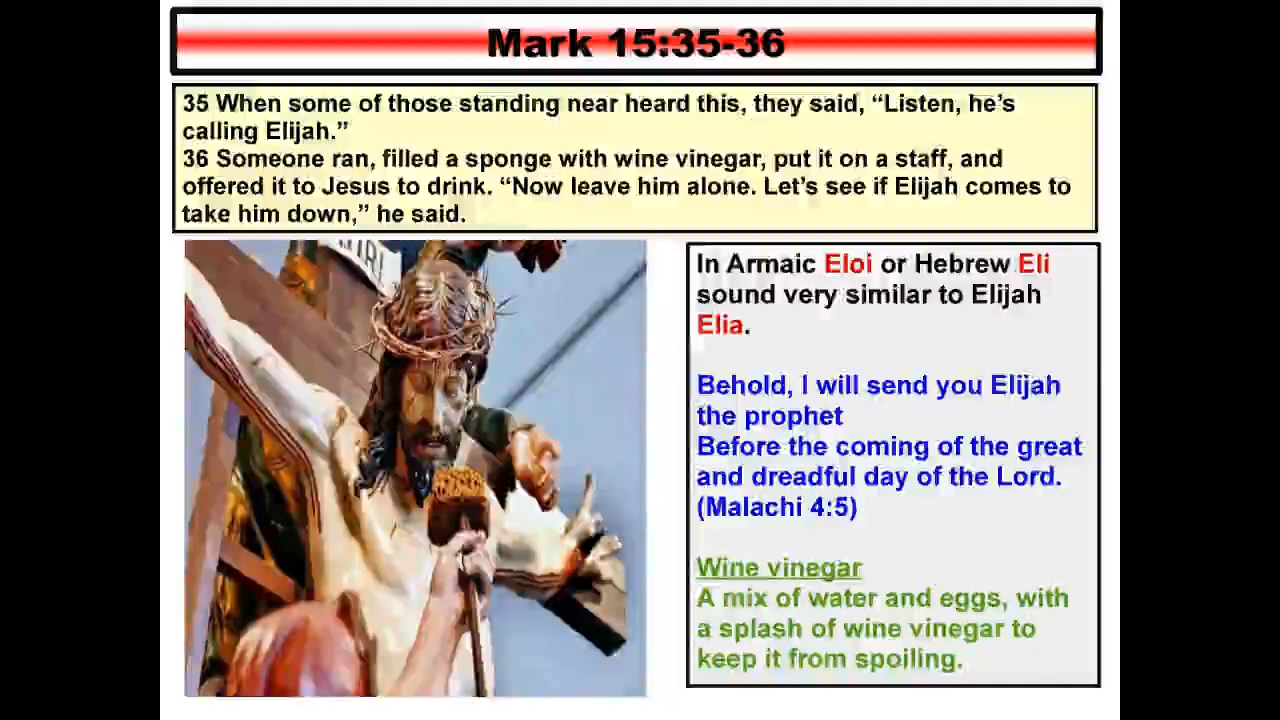 Mark 15:35-36
35 When some of those standing near heard this, they said, “Listen, he’s
calling Elijah.”
36 Someone ran, filled a sponge with wine vinegar, put it on a staff, and
offered it to Jesus to drink. “Now leave him alone. Let’s see if Elijah comes to
take him down,” he said.
In Armaic Eloi or Hebrew Eli
sound very similar to Elijah
Elia.
Behold, I will send you Elijah
the prophet
Before the coming of the great
and dreadful day of the Lord.
(Malachi 4:5)
Wine vinegar
A mix of water and eggs, with
a splash of wine vinegar to
keep it from spoiling.